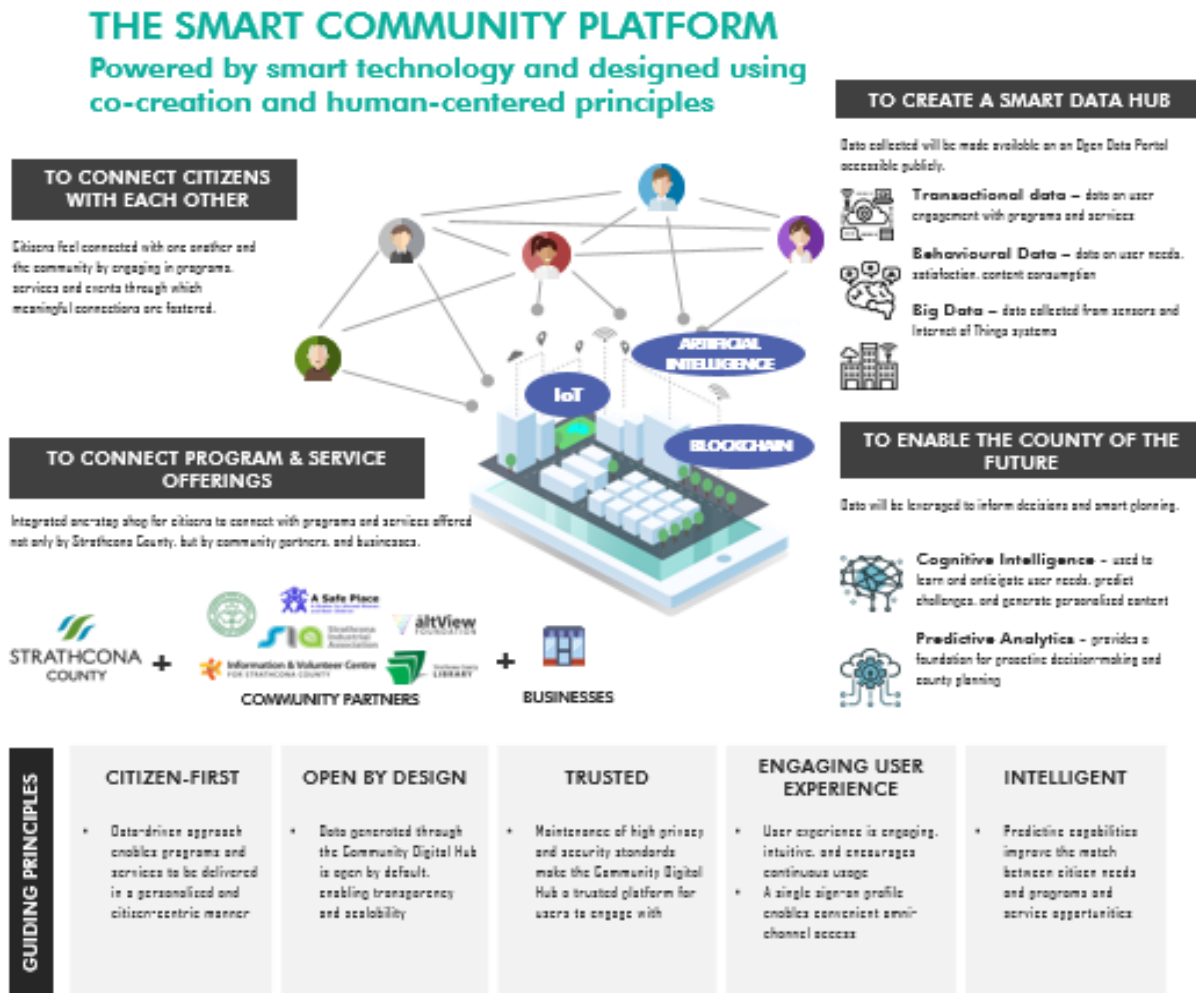 THE SMART COMMUNITY PLATFORM
Powered by smart technology and designed using
co-creation and human-centered principles
TO CONNECT CITIZENS
WITH EACH OTHER
Citizens feel connected with one another and
the community by engaging in programs,
services and events through which
meaningful connections are fostered.
ARTIFICIAL
INTELLIGENCE
IoT
BLOCKCHAIN
TO CREATE A SMART DATA HUB
Data collected will be made available on an Open Data Portal
accessible publicly.
Transactional data – data on user
engagement with programs and services
Behavioural Data – data on user needs,
satisfaction, content consumption
Big Data – data collected from sensors and
Internet of Things systems
TO CONNECT PROGRAM & SERVICE
OFFERINGS
Integrated one-stop shop for citizens to connect with programs and services offered
not only by Strathcona County, but by community partners, and businesses.
STRATHCONA
COUNTY
+
A Safe Place
SIA
Strathcona
Industrial
Association
altView
FOUNDATION
Information & Volunteer Centre
FOR STRATHCONA COUNTY
Strathcona County
LIBRARY
COMMUNITY PARTNERS
+
BUSINESSES
TO ENABLE THE COUNTY OF THE
FUTURE
Data will be leveraged to inform decisions and smart planning.
Cognitive Intelligence – used to
learn and anticipate user needs, predict
challenges, and generate personalized content
Predictive Analytics – provides a
foundation for proactive decision-making and
county planning
GUIDING PRINCIPLES
CITIZEN-FIRST
• Data-driven approach
enables programs and
services to be delivered
in a personalized and
citizen-centric manner
OPEN BY DESIGN
• Data generated through
the Community Digital Hub
is open by default,
enabling transparency
and scalability
TRUSTED
• Maintenance of high privacy
and security standards
make the Community Digital
Hub a trusted platform for
users to engage with
ENGAGING USER
EXPERIENCE
• User experience is engaging,
intuitive, and encourages
continuous usage
• A single sign-on profile
enables convenient omni-
channel access
INTELLIGENT
• Predictive capabilities
improve the match
between citizen needs
and programs and
service opportunities